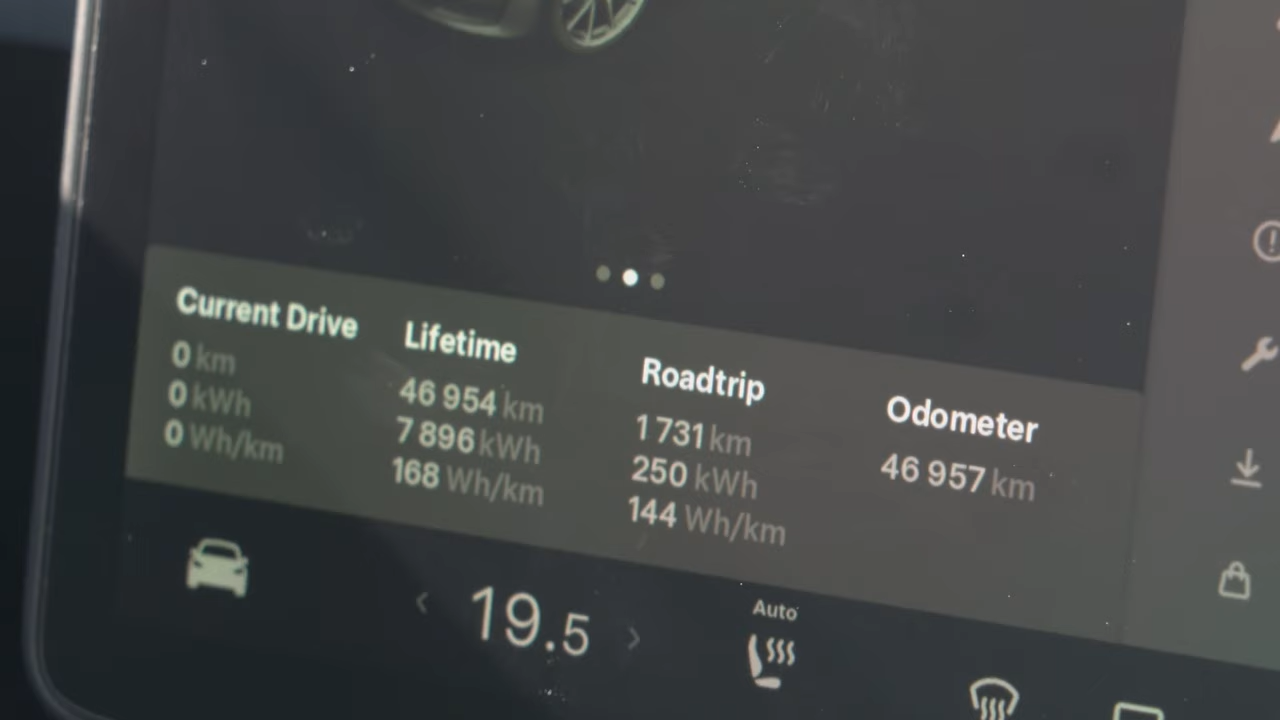 Current Drive
0 km
0 kWh
0 Wh/km
Lifetime
46 954 km
7 896 kWh
168 Wh/km
Roadtrip
1 731 km
250 kWh
144 Wh/km
Odometer
46 957 km
19.5
Auto